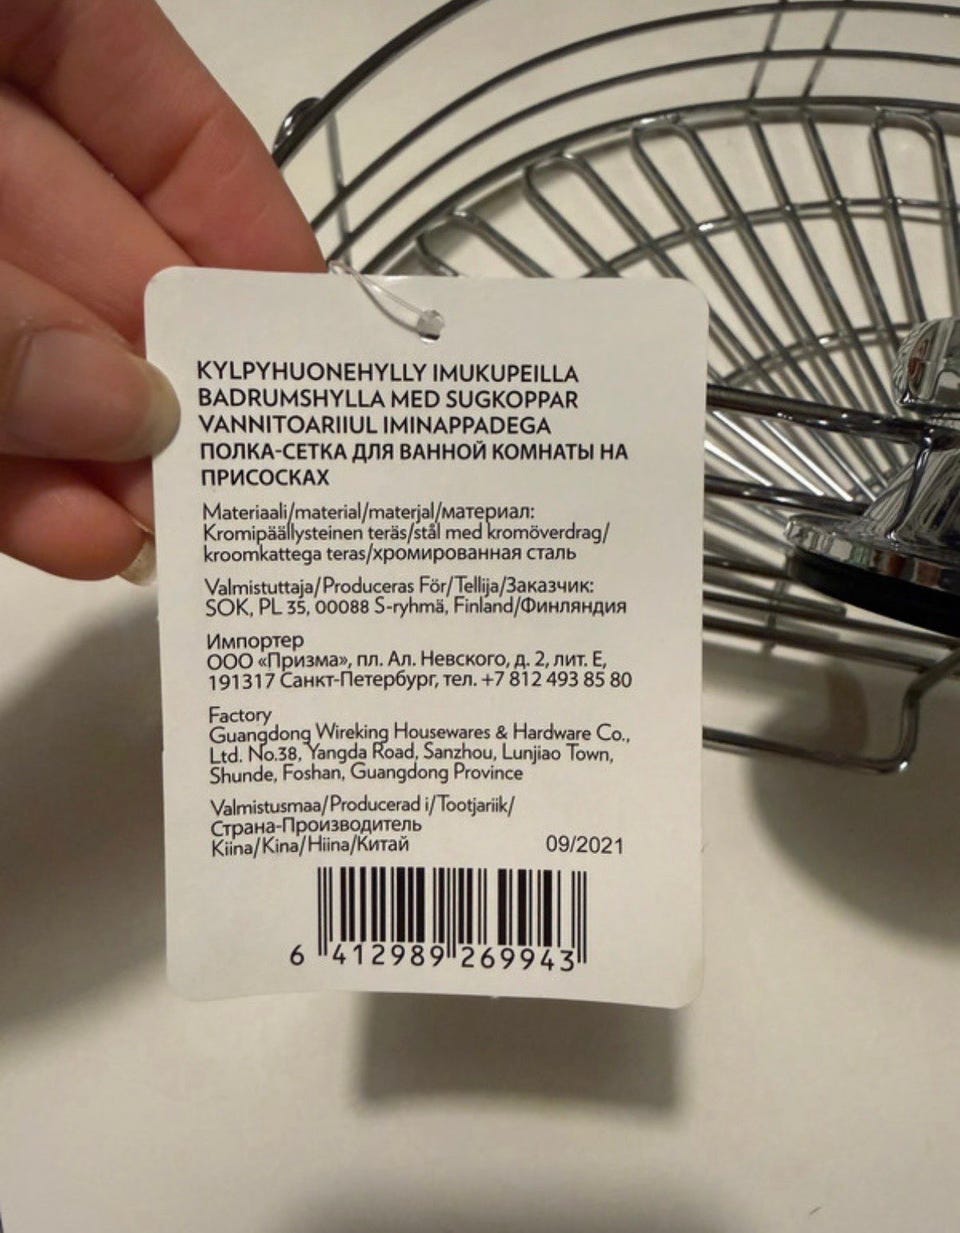 KYLPYHUONEHYLLY IMUKUPEILLA
BADRUMSHYLLA MED SUGKOPPAR
VANNITOARIIUL IMINAPPADEGA
ПОЛКА-СЕТКА ДЛЯ ВАННОЙ КОМНАТЫ НА
ПРИСОСКАХ
Materiaali/material/materjal/материал:
Kromipäällysteinen teräs/stål med kromöverdrag/
kroomkattega teras/хромированная сталь
Valmistuttaja/Produceras För/Tellija/Заказчик:
SOK, PL 35, 00088 S-ryhmä, Finland/Финляндия
Импортер
ООО «Призма», пл. Ал. Невского, д. 2, лит. Е,
191317 Санкт-Петербург, тел. +7 812 493 85 80
Factory
Guangdong Wireking Housewares & Hardware Co.,
Ltd. No.38, Yangda Road, Sanzhou, Lunjiao Town,
Shunde, Foshan, Guangdong Province
Valmistusmaa/Producerad i/Tootjariik/
Страна-Производитель
Kiina/Kina/Hiina/Китай 09/2021
6 412989 269943